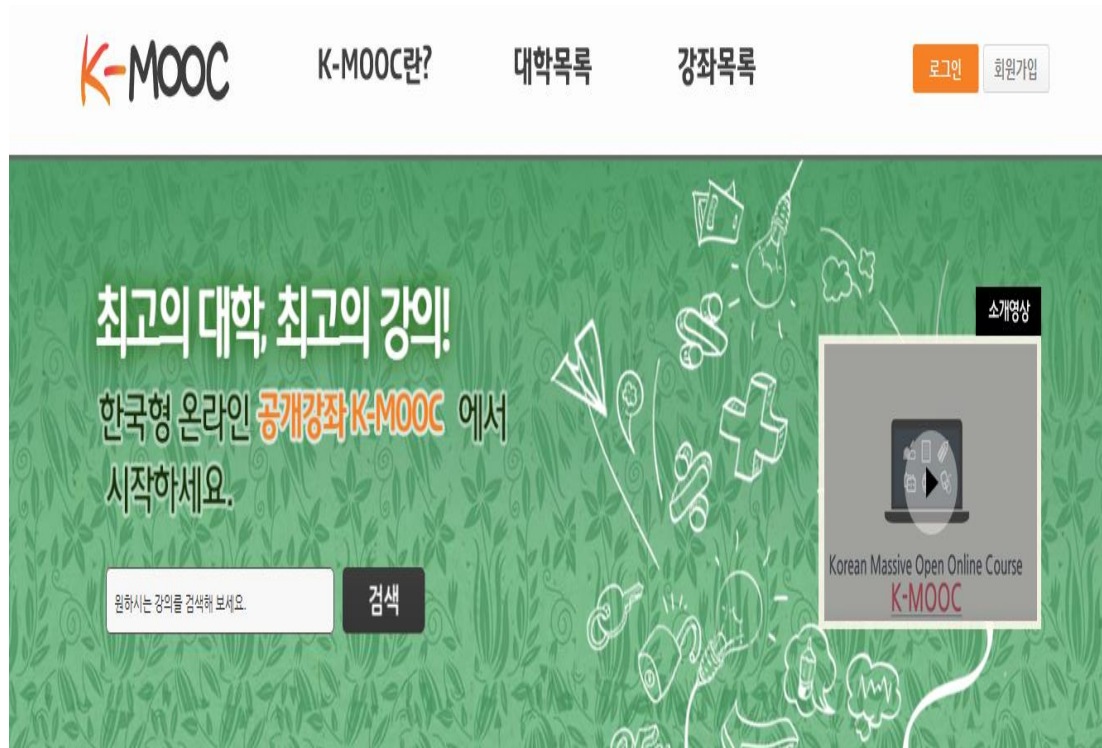 K-MOOC K-MOOC란? 대학목록 강좌목록 로그인 회원가입
최고의 대학, 최고의 강의!
한국형 온라인 공개강좌 K-MOOC 에서
시작하세요.
원하시는 강의를 검색해 보세요. 검색
소개영상
Korean Massive Open Online Course
K-MOOC